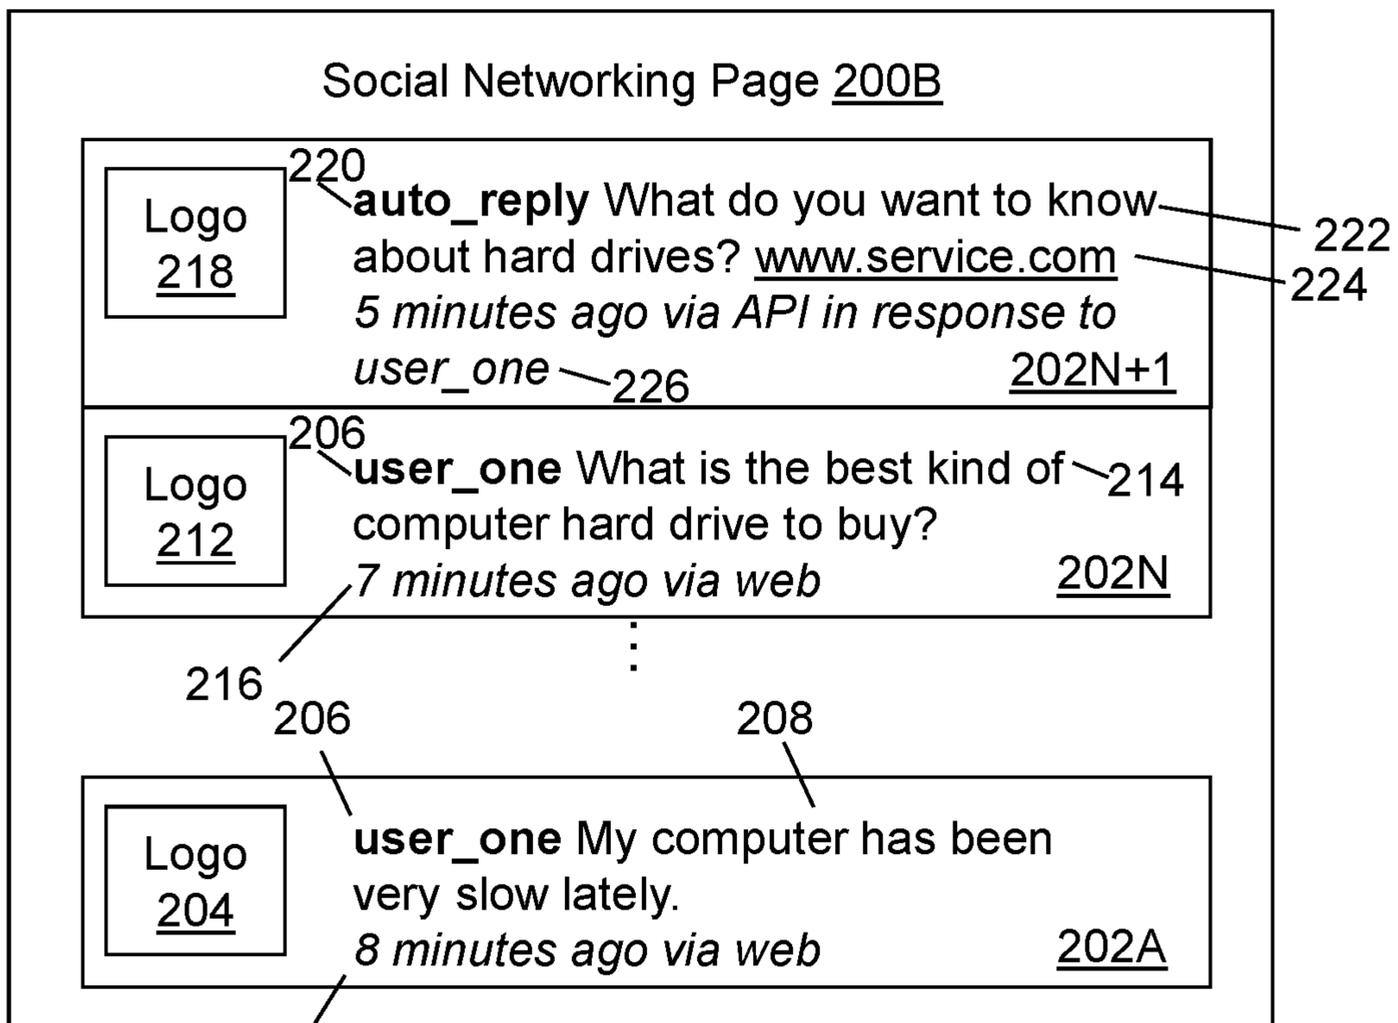 Social Networking Page 200B
220
Logo
218
auto_reply What do you want to know
222
about hard drives? www.service.com
224
5 minutes ago via API in response to
user_one
226
202N+1
206
Logo
212
user_one What is the best kind of
214
computer hard drive to buy?
7 minutes ago via web
202N
216
206
208
Logo
204
user_one My computer has been
very slow lately.
8 minutes ago via web
202A